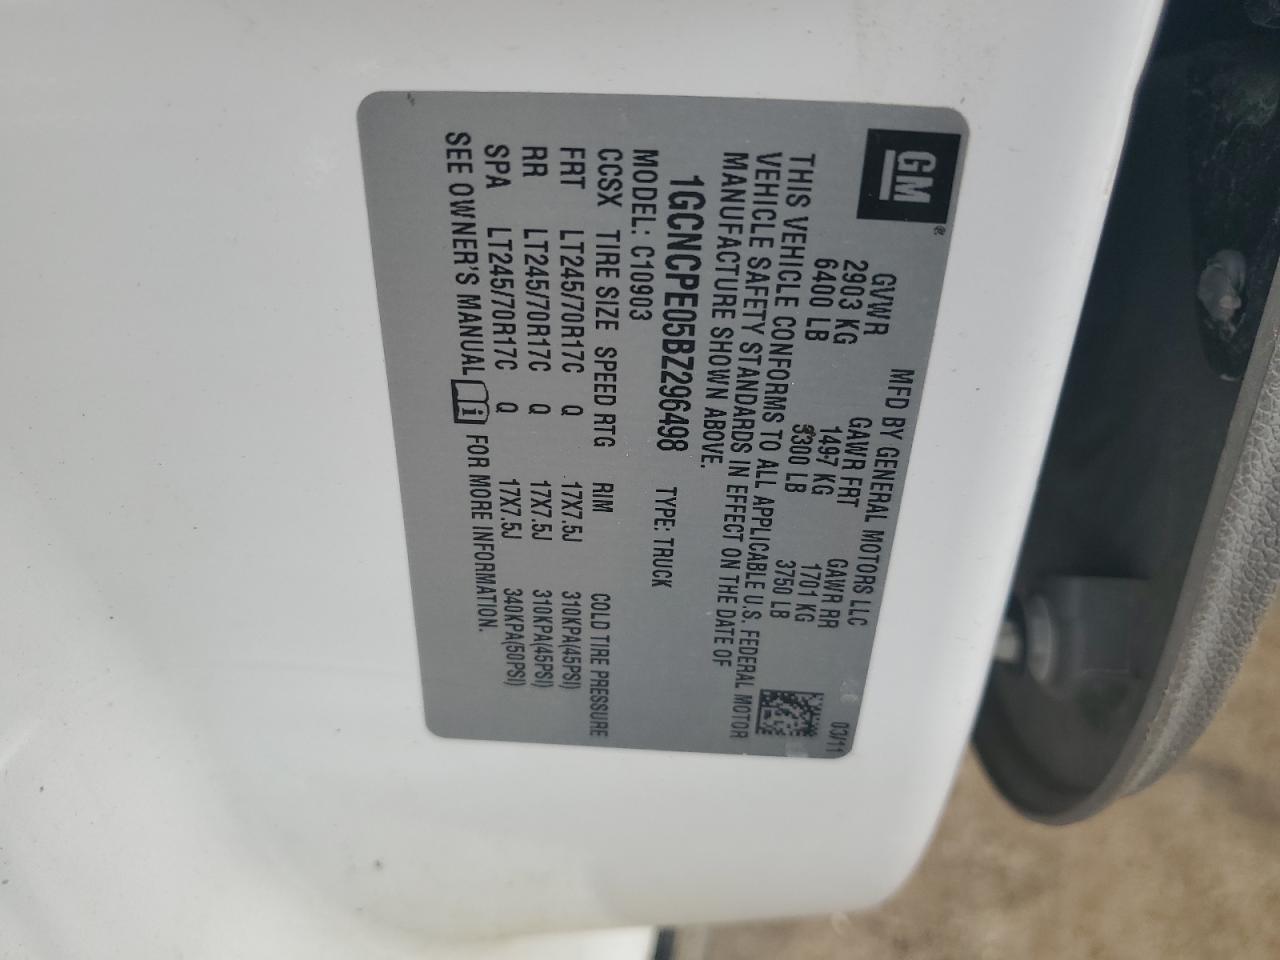 GM®
MFD BY GENERAL MOTORS LLC 03/11
GVWR GAWR FRT GAWR RR
2903 KG 1497 KG 1701 KG
6400 LB 3300 LB 3750 LB
THIS VEHICLE CONFORMS TO ALL APPLICABLE U.S. FEDERAL MOTOR
VEHICLE SAFETY STANDARDS IN EFFECT ON THE DATE OF
MANUFACTURE SHOWN ABOVE.
1GCNCPE05BZ296498 TYPE: TRUCK
MODEL: C10903
CCSX TIRE SIZE SPEED RTG RIM COLD TIRE PRESSURE
FRT LT245/70R17C Q 17X7.5J 310KPA(45PSI)
RR LT245/70R17C Q 17X7.5J 310KPA(45PSI)
SPA LT245/70R17C Q 17X7.5J 340KPA(50PSI)
SEE OWNER'S MANUAL i FOR MORE INFORMATION.